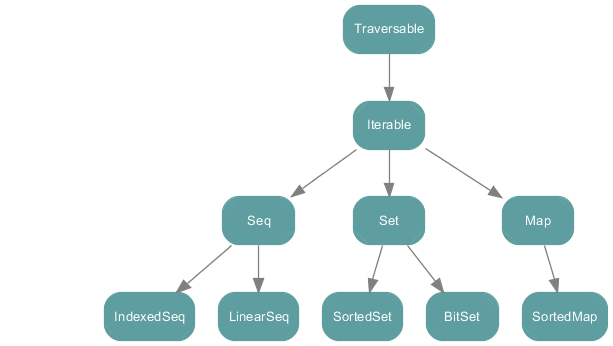 Traversable
Iterable
Seq
Set
Map
IndexedSeq
LinearSeq
SortedSet
BitSet
SortedMap